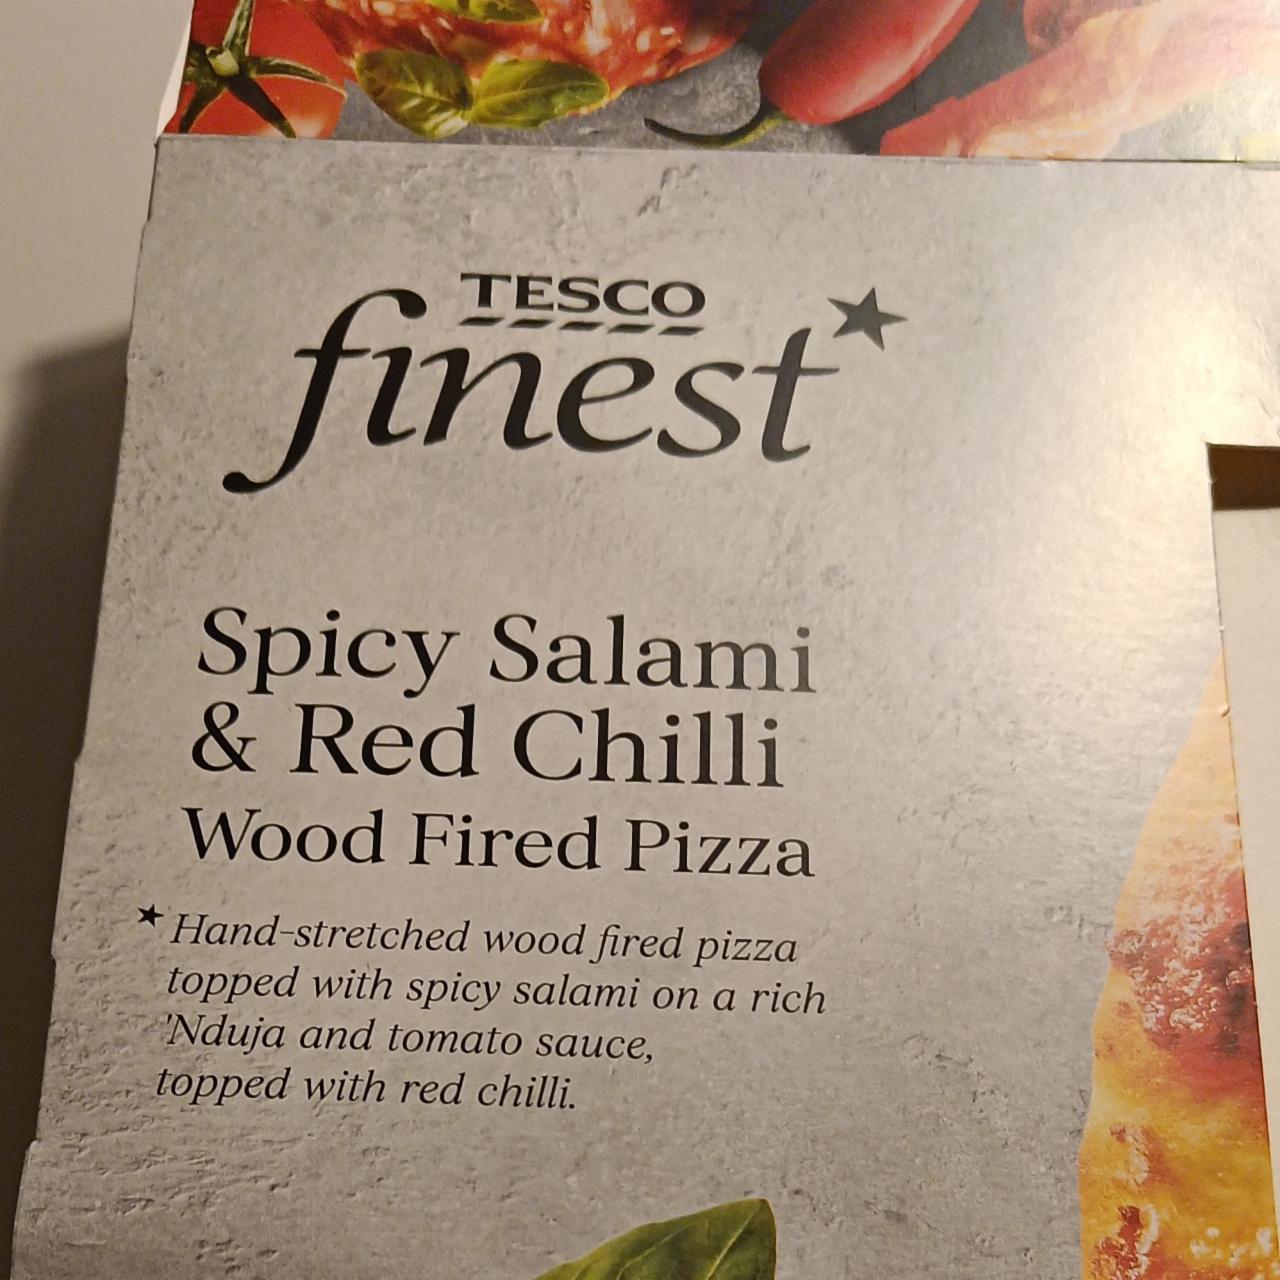 TESCO
finest
Spicy Salami
& Red Chilli
Wood Fired Pizza
Hand-stretched wood fired pizza
topped with spicy salami on a rich
'Nduja and tomato sauce,
topped with red chilli.